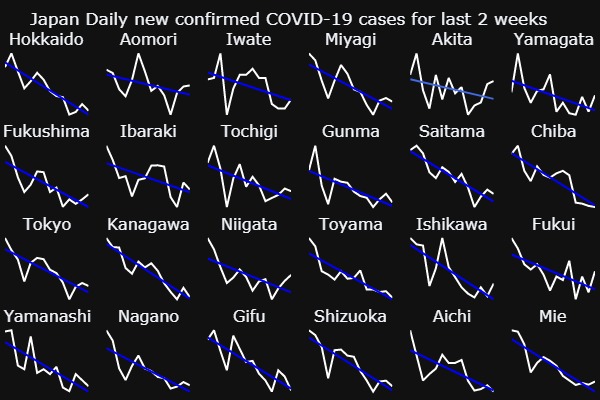 Japan Daily new confirmed COVID-19 cases for last 2 weeks
Hokkaido Aomori Iwate Miyagi Akita Yamagata
Fukushima Ibaraki Tochigi Gunma Saitama Chiba
Tokyo Kanagawa Niigata Toyama Ishikawa Fukui
Yamanashi Nagano Gifu Shizuoka Aichi Mie